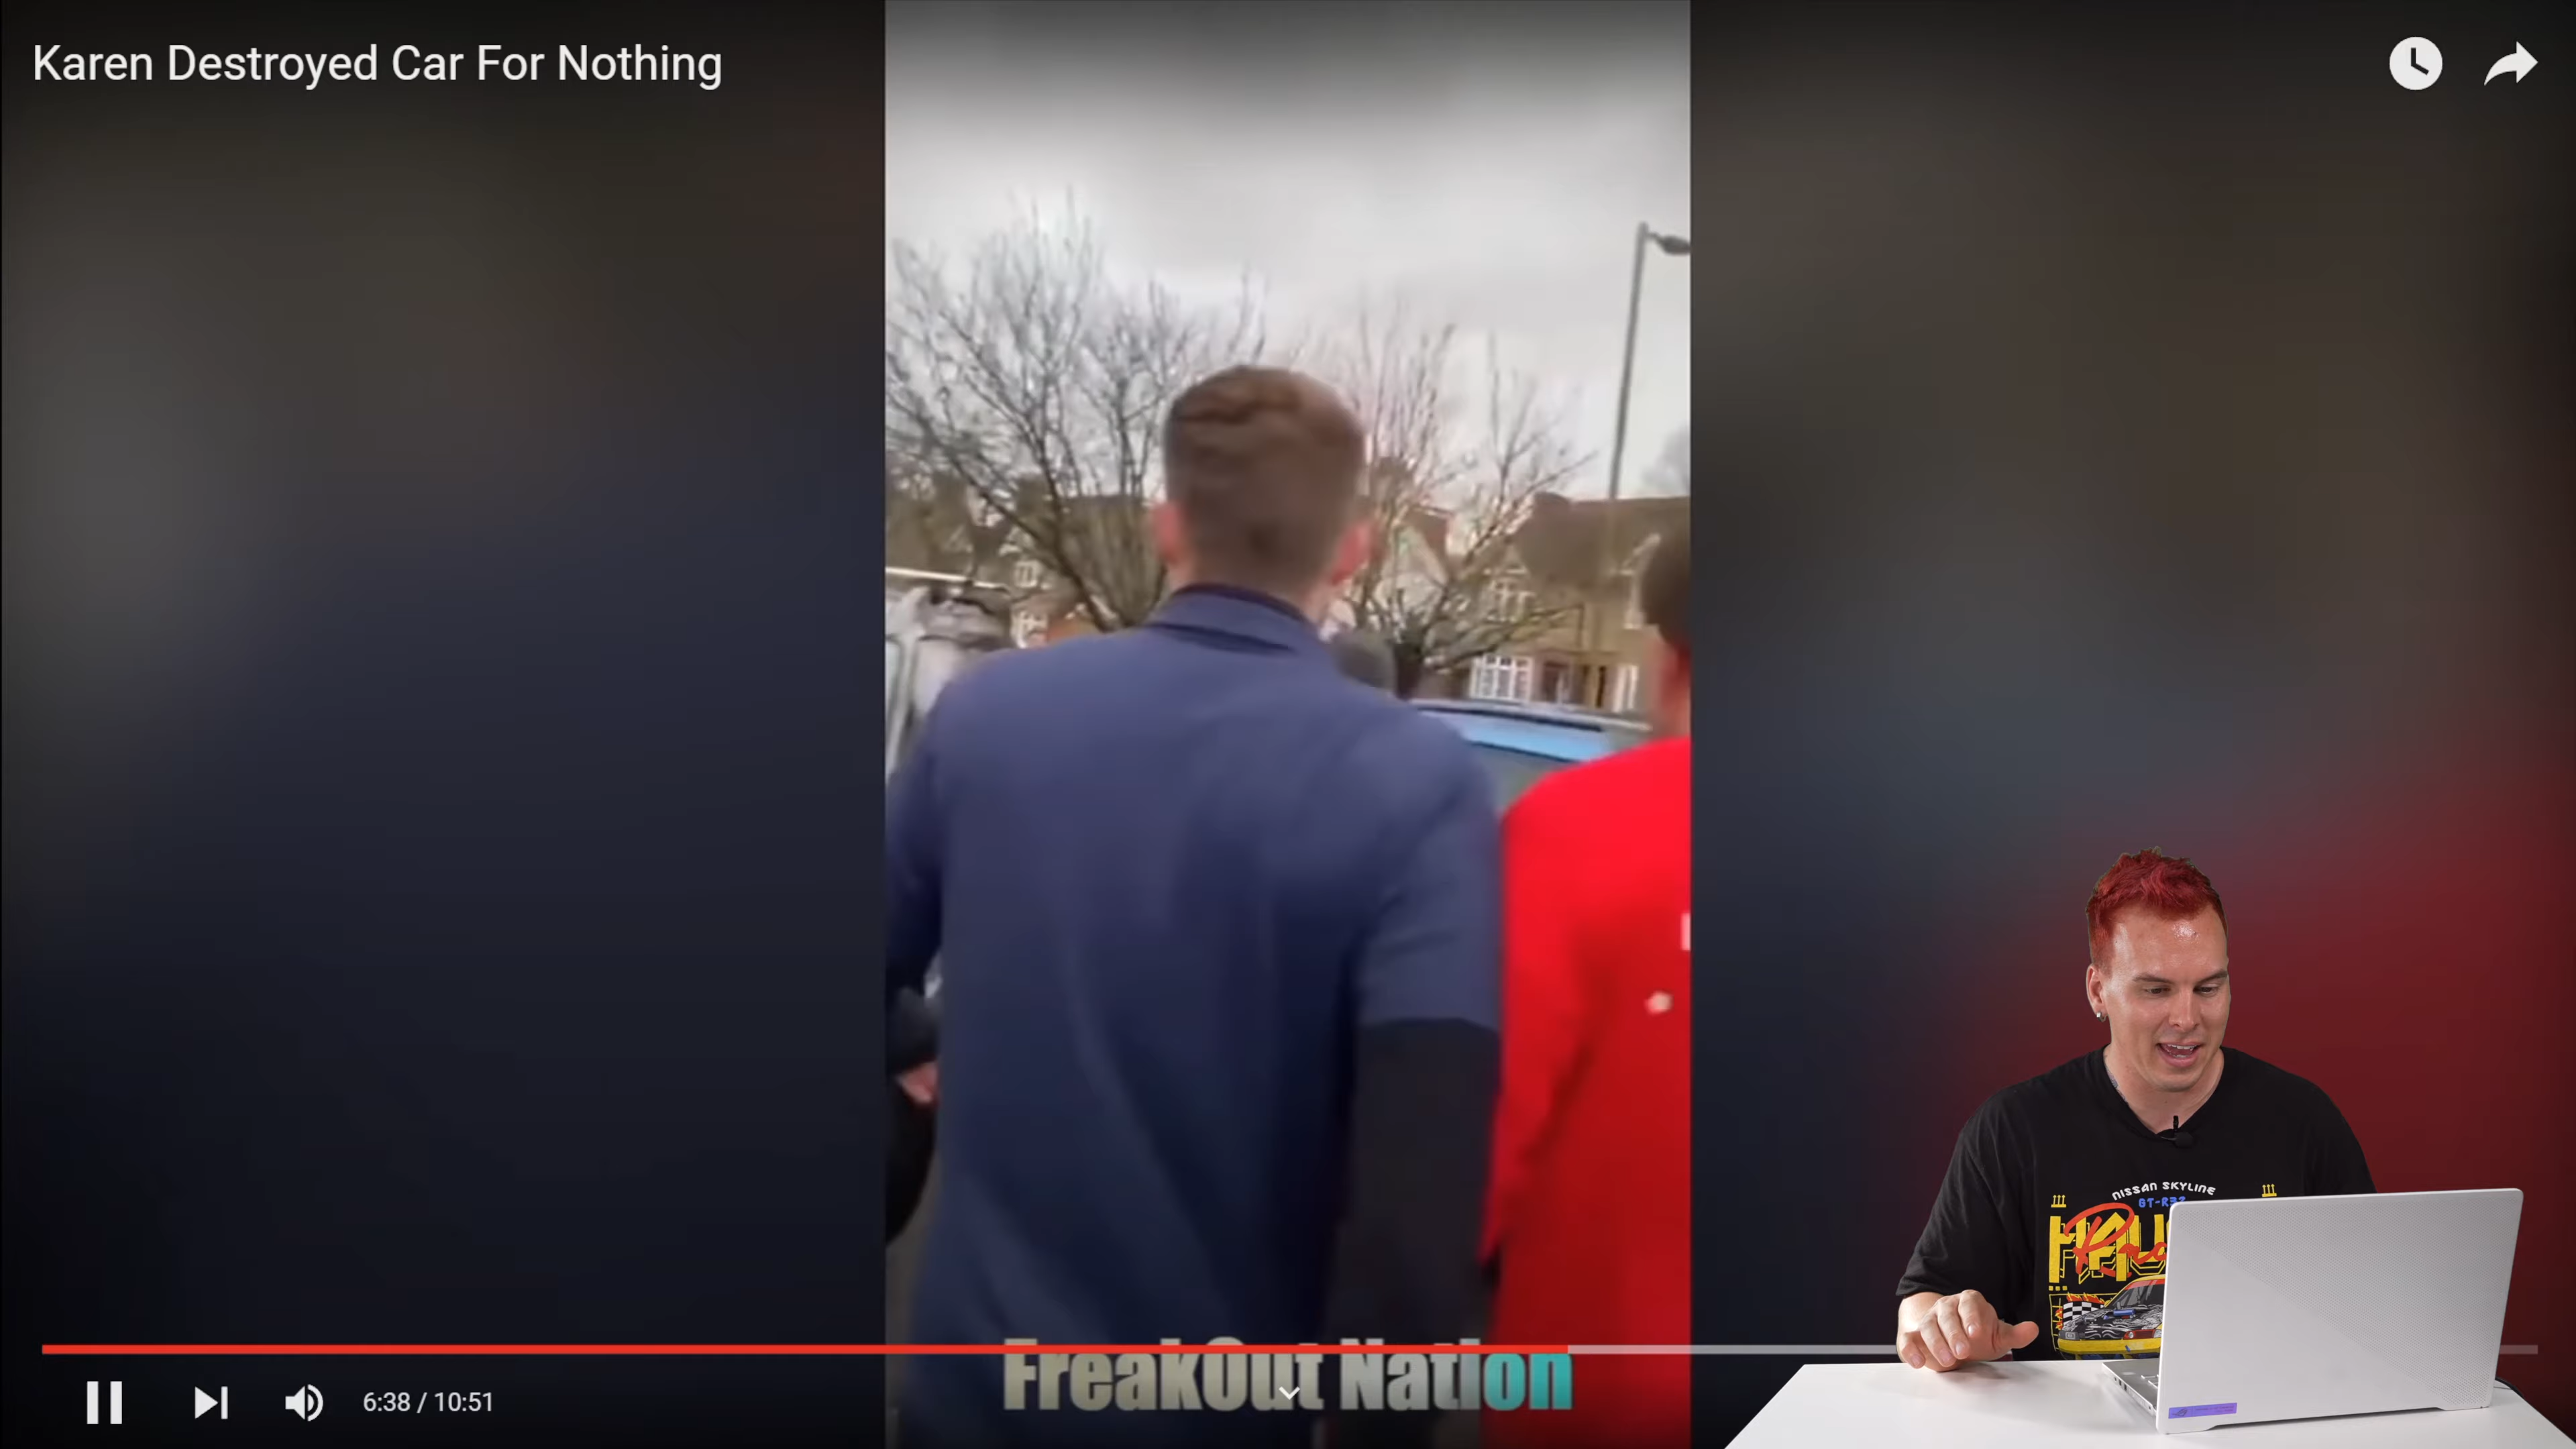 Karen Destroyed Car For Nothing
NISSAN SKYLINE
FreakOut Nation
6:38 / 10:51